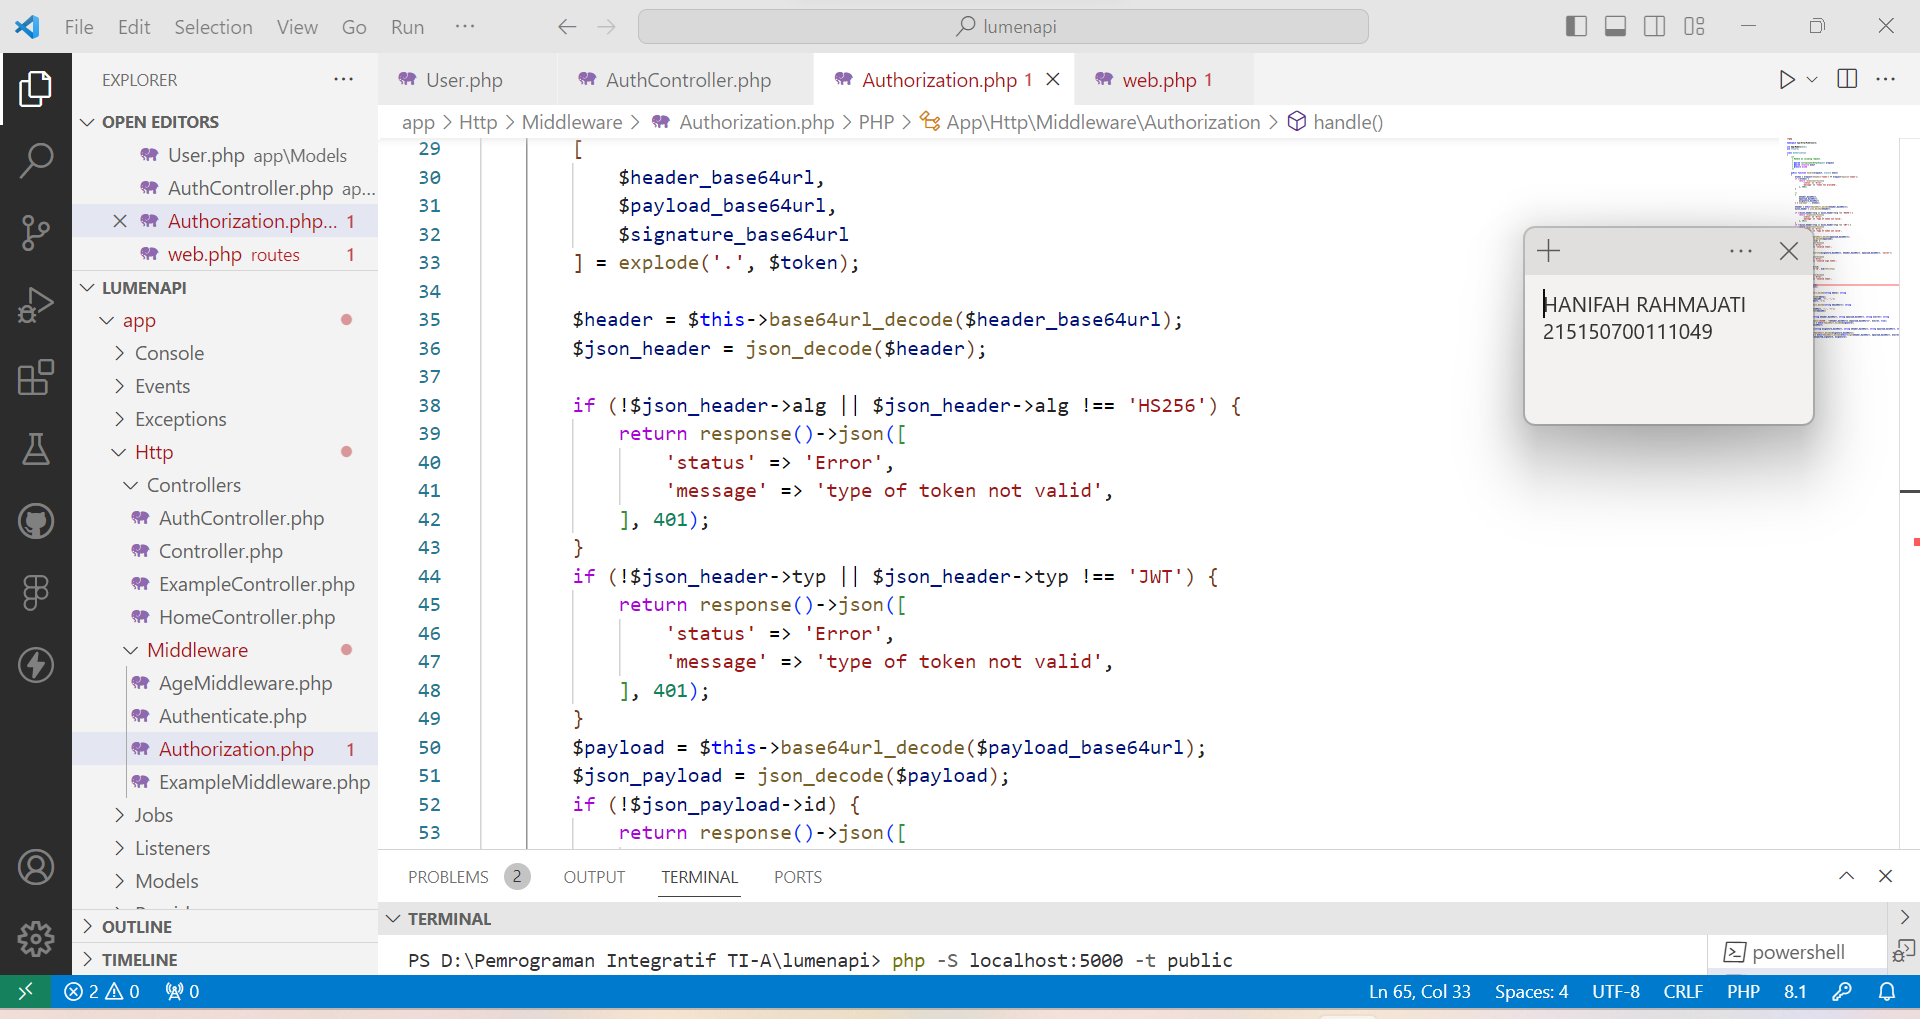 File Edit Selection View Go Run ··· lumenapi
EXPLORER ···
OPEN EDITORS
User.php app\Models
AuthController.php ap...
Authorization.php... 1
web.php routes 1
LUMENAPI
app
Console
Events
Exceptions
Http
Controllers
AuthController.php
Controller.php
ExampleController.php
HomeController.php
Middleware
AgeMiddleware.php
Authenticate.php
Authorization.php 1
ExampleMiddleware.php
Jobs
Listeners
Models
OUTLINE
TIMELINE
User.php AuthController.php Authorization.php 1 web.php 1
app > Http > Middleware > Authorization.php > PHP > App\Http\Middleware\Authorization > handle()
29 [
30 $header_base64url,
31 $payload_base64url,
32 $signature_base64url
33 ] = explode('.', $token);
34
35 $header = $this->base64url_decode($header_base64url);
36 $json_header = json_decode($header);
37
38 if (!$json_header->alg || $json_header->alg !== 'HS256') {
39 return response()->json([
40 'status' => 'Error',
41 'message' => 'type of token not valid',
42 ], 401);
43 }
44 if (!$json_header->typ || $json_header->typ !== 'JWT') {
45 return response()->json([
46 'status' => 'Error',
47 'message' => 'type of token not valid',
48 ], 401);
49 }
50 $payload = $this->base64url_decode($payload_base64url);
51 $json_payload = json_decode($payload);
52 if (!$json_payload->id) {
53 return response()->json([
HANIFAH RAHMAJATI
215150700111049
PROBLEMS 2 OUTPUT TERMINAL PORTS
TERMINAL
PS D:\Pemrograman Integratif TI-A\lumenapi> php -S localhost:5000 -t public
powershell
2 0 0 Ln 65, Col 33 Spaces: 4 UTF-8 CRLF PHP 8.1